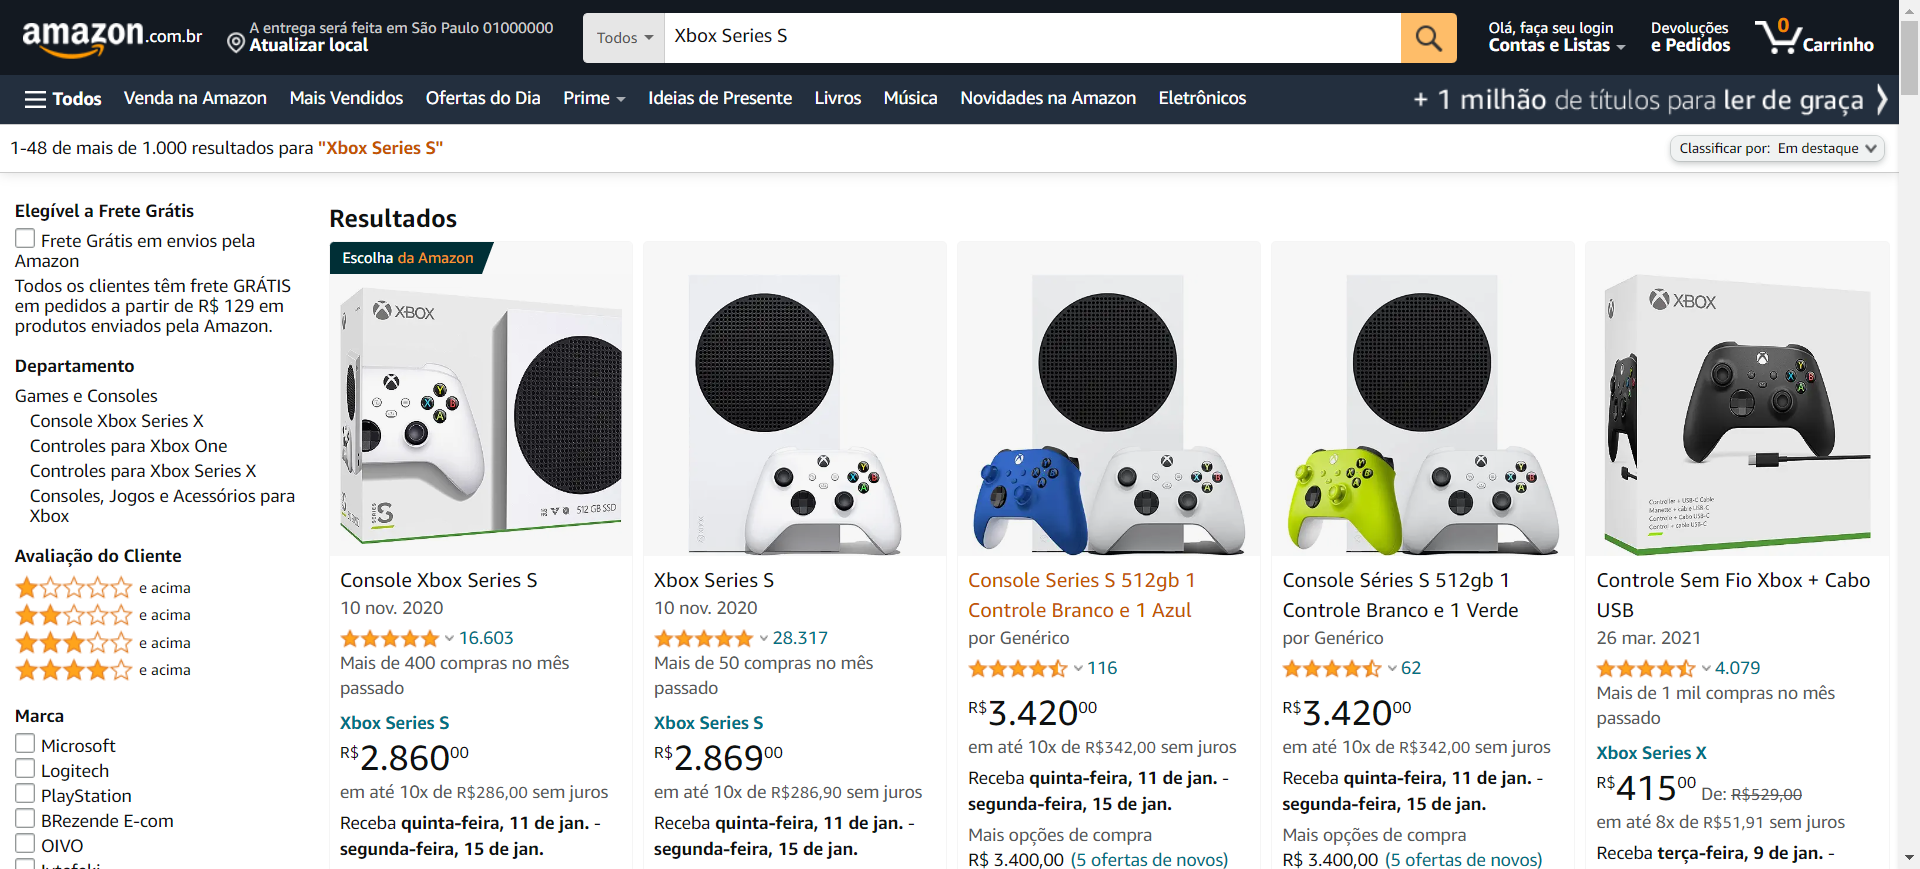 amazon.com.br
A entrega será feita em São Paulo 01000000
Atualizar local
Todos
Xbox Series S
Olá, faça seu login
Contas e Listas
Devoluções
e Pedidos
0
Carrinho
Todos
Venda na Amazon
Mais Vendidos
Ofertas do Dia
Prime
Ideias de Presente
Livros
Música
Novidades na Amazon
Eletrônicos
+ 1 milhão de títulos para ler de graça
1-48 de mais de 1.000 resultados para "Xbox Series S"
Classificar por: Em destaque
Elegível a Frete Grátis
Frete Grátis em envios pela
Amazon
Todos os clientes têm frete GRÁTIS
em pedidos a partir de R$ 129 em
produtos enviados pela Amazon.
Departamento
Games e Consoles
Console Xbox Series X
Controles para Xbox One
Controles para Xbox Series X
Consoles, Jogos e Acessórios para
Xbox
Avaliação do Cliente
e acima
e acima
e acima
e acima
Marca
Microsoft
Logitech
PlayStation
BRezende E-com
OIVO
Resultados
Escolha da Amazon
XBOX
SERIES S
512 GB SSD
Console Xbox Series S
10 nov. 2020
16.603
Mais de 400 compras no mês
passado
Xbox Series S
R$2.86000
em até 10x de R$286,00 sem juros
Receba quinta-feira, 11 de jan. -
segunda-feira, 15 de jan.
Xbox Series S
10 nov. 2020
28.317
Mais de 50 compras no mês
passado
Xbox Series S
R$2.86900
em até 10x de R$286,90 sem juros
Receba quinta-feira, 11 de jan. -
segunda-feira, 15 de jan.
Console Series S 512gb 1
Controle Branco e 1 Azul
por Genérico
116
R$3.42000
em até 10x de R$342,00 sem juros
Receba quinta-feira, 11 de jan. -
segunda-feira, 15 de jan.
Mais opções de compra
R$ 3.400,00 (5 ofertas de novos)
Console Séries S 512gb 1
Controle Branco e 1 Verde
por Genérico
62
R$3.42000
em até 10x de R$342,00 sem juros
Receba quinta-feira, 11 de jan. -
segunda-feira, 15 de jan.
Mais opções de compra
R$ 3.400,00 (5 ofertas de novos)
XBOX
Controle Sem Fio Xbox + Cabo
USB
26 mar. 2021
4.079
Mais de 1 mil compras no mês
passado
Xbox Series X
R$41500 De: R$529,00
em até 8x de R$51,91 sem juros
Receba terça-feira, 9 de jan. -